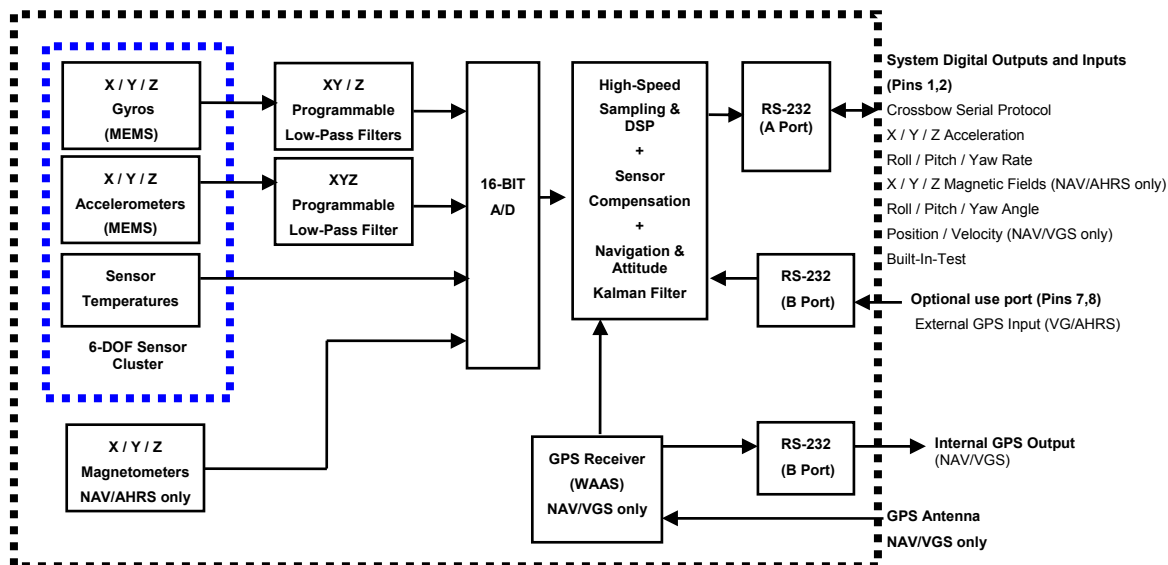 X / Y / Z
Gyros
(MEMS)
XY / Z
Programmable
Low-Pass Filters
X / Y / Z
Accelerometers
(MEMS)
XYZ
Programmable
Low-Pass Filter
Sensor
Temperatures
6-DOF Sensor
Cluster
X / Y / Z
Magnetometers
NAV/AHRS only
16-BIT
A/D
High-Speed
Sampling &
DSP
+
Sensor
Compensation
+
Navigation &
Attitude
Kalman Filter
RS-232
(A Port)
RS-232
(B Port)
GPS Receiver
(WAAS)
NAV/VGS only
RS-232
(B Port)
System Digital Outputs and Inputs
(Pins 1,2)
Crossbow Serial Protocol
X / Y / Z Acceleration
Roll / Pitch / Yaw Rate
X / Y / Z Magnetic Fields (NAV/AHRS only)
Roll / Pitch / Yaw Angle
Position / Velocity (NAV/VGS only)
Built-In-Test
Optional use port (Pins 7,8)
External GPS Input (VG/AHRS)
Internal GPS Output
(NAV/VGS)
GPS Antenna
NAV/VGS only